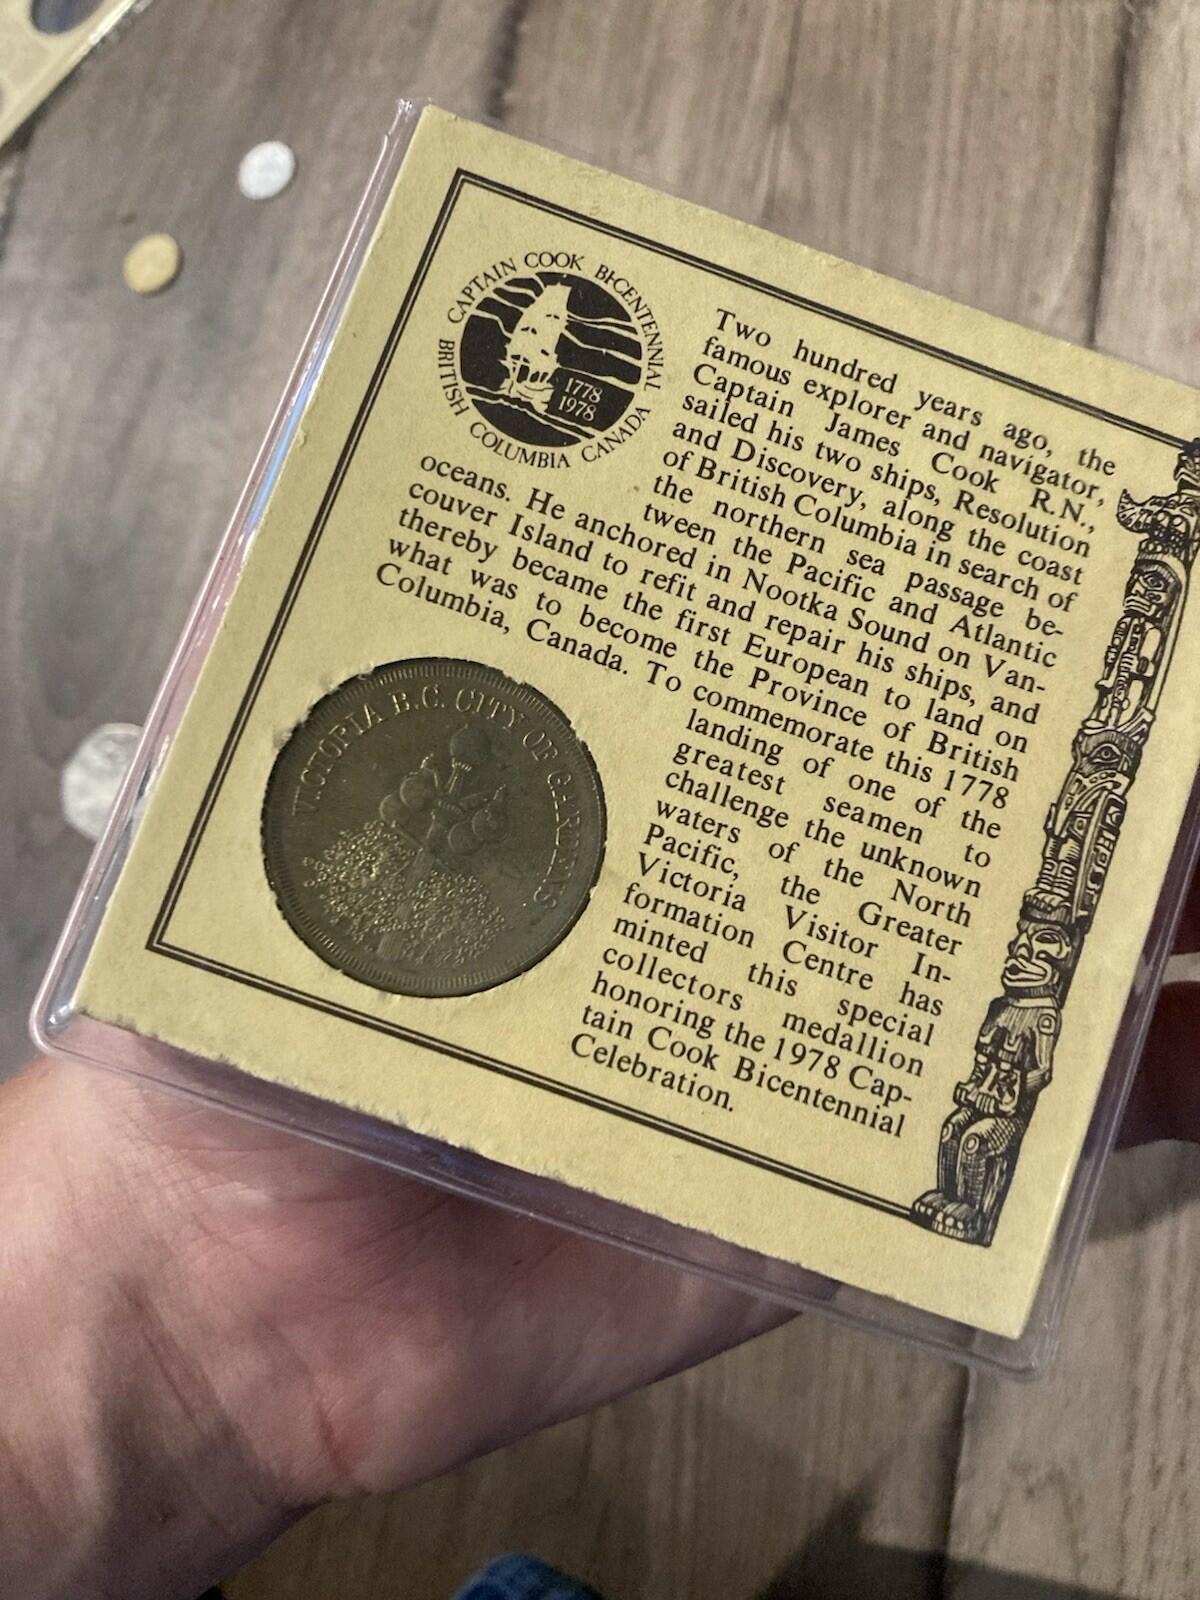 CAPTAIN COOK BI-CENTENNIAL
BRITISH COLUMBIA CANADA
1778
1978
Two hundred years ago, the
famous explorer and navigator,
Captain James Cook R.N.,
sailed his two ships, Resolution
and Discovery, along the coast
of British Columbia in search of
the northern sea passage be-
tween the Pacific and Atlantic
oceans. He anchored in Nootka Sound on Van-
couver Island to refit and repair his ships, and
thereby became the first European to land on
what was to become the Province of British
Columbia, Canada. To commemorate this 1778
landing of one of the
greatest seamen to
challenge the unknown
waters of the North
Pacific, the Greater
Victoria Visitor In-
formation Centre has
minted this special
collectors medallion
honoring the 1978 Cap-
tain Cook Bicentennial
Celebration.
VICTORIA B.C. CITY OF GARDENS